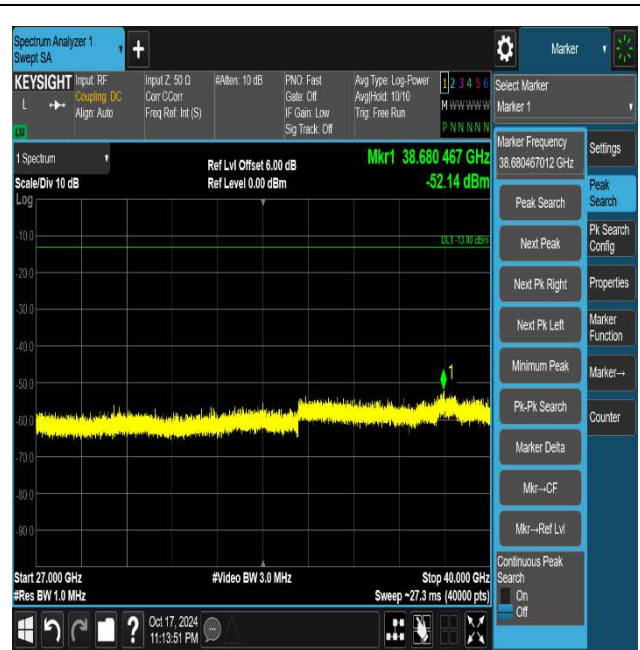 Spectrum Analyzer 1
Swept SA
+
Marker
KEYSIGHT
L
LXI
Input: RF
Coupling: DC
Align: Auto
Input Z: 50 Ω
Corr CCorr
Freq Ref: Int (S)
#Atten: 10 dB
PNO: Fast
Gate: Off
IF Gain: Low
Sig Track: Off
Avg Type: Log-Power
Avg|Hold: 10/10
Trig: Free Run
1 2 3 4 5 6
M W W W W W
P N N N N N
Select Marker
Marker 1
1 Spectrum
Scale/Div 10 dB
Log
Ref Lvl Offset 6.00 dB
Ref Level 0.00 dBm
Mkr1 38.680 467 GHz
-52.14 dBm
DL1 -13.00 dBm
-10.0
-20.0
-30.0
-40.0
-50.0
-60.0
-70.0
-80.0
-90.0
1
Start 27.000 GHz
#Res BW 1.0 MHz
#Video BW 3.0 MHz
Stop 40.000 GHz
Sweep ~27.3 ms (40000 pts)
Marker Frequency
38.680467012 GHz
Peak Search
Next Peak
Next Pk Right
Next Pk Left
Minimum Peak
Pk-Pk Search
Marker Delta
Mkr→CF
Mkr→Ref Lvl
Continuous Peak
Search
On
Off
Settings
Peak
Search
Pk Search
Config
Properties
Marker
Function
Marker→
Counter
?
Oct 17, 2024
11:13:51 PM